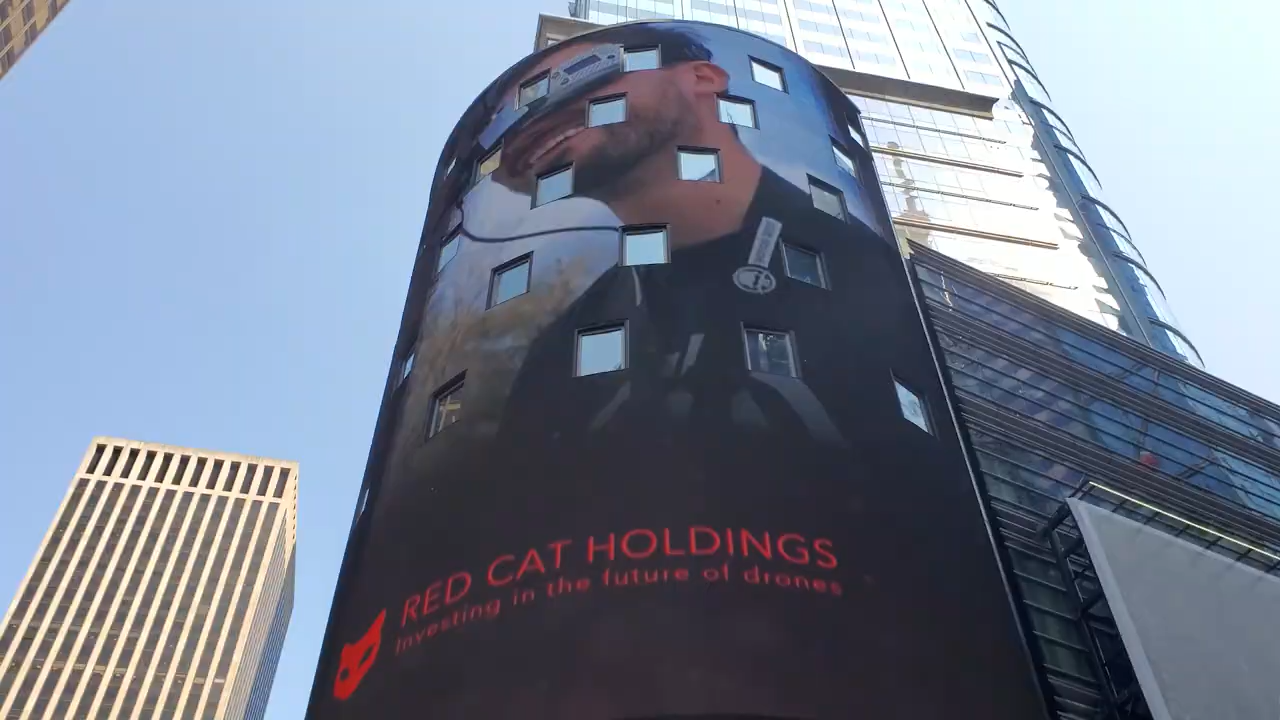 RED CAT HOLDINGS
Investing in the future of drones